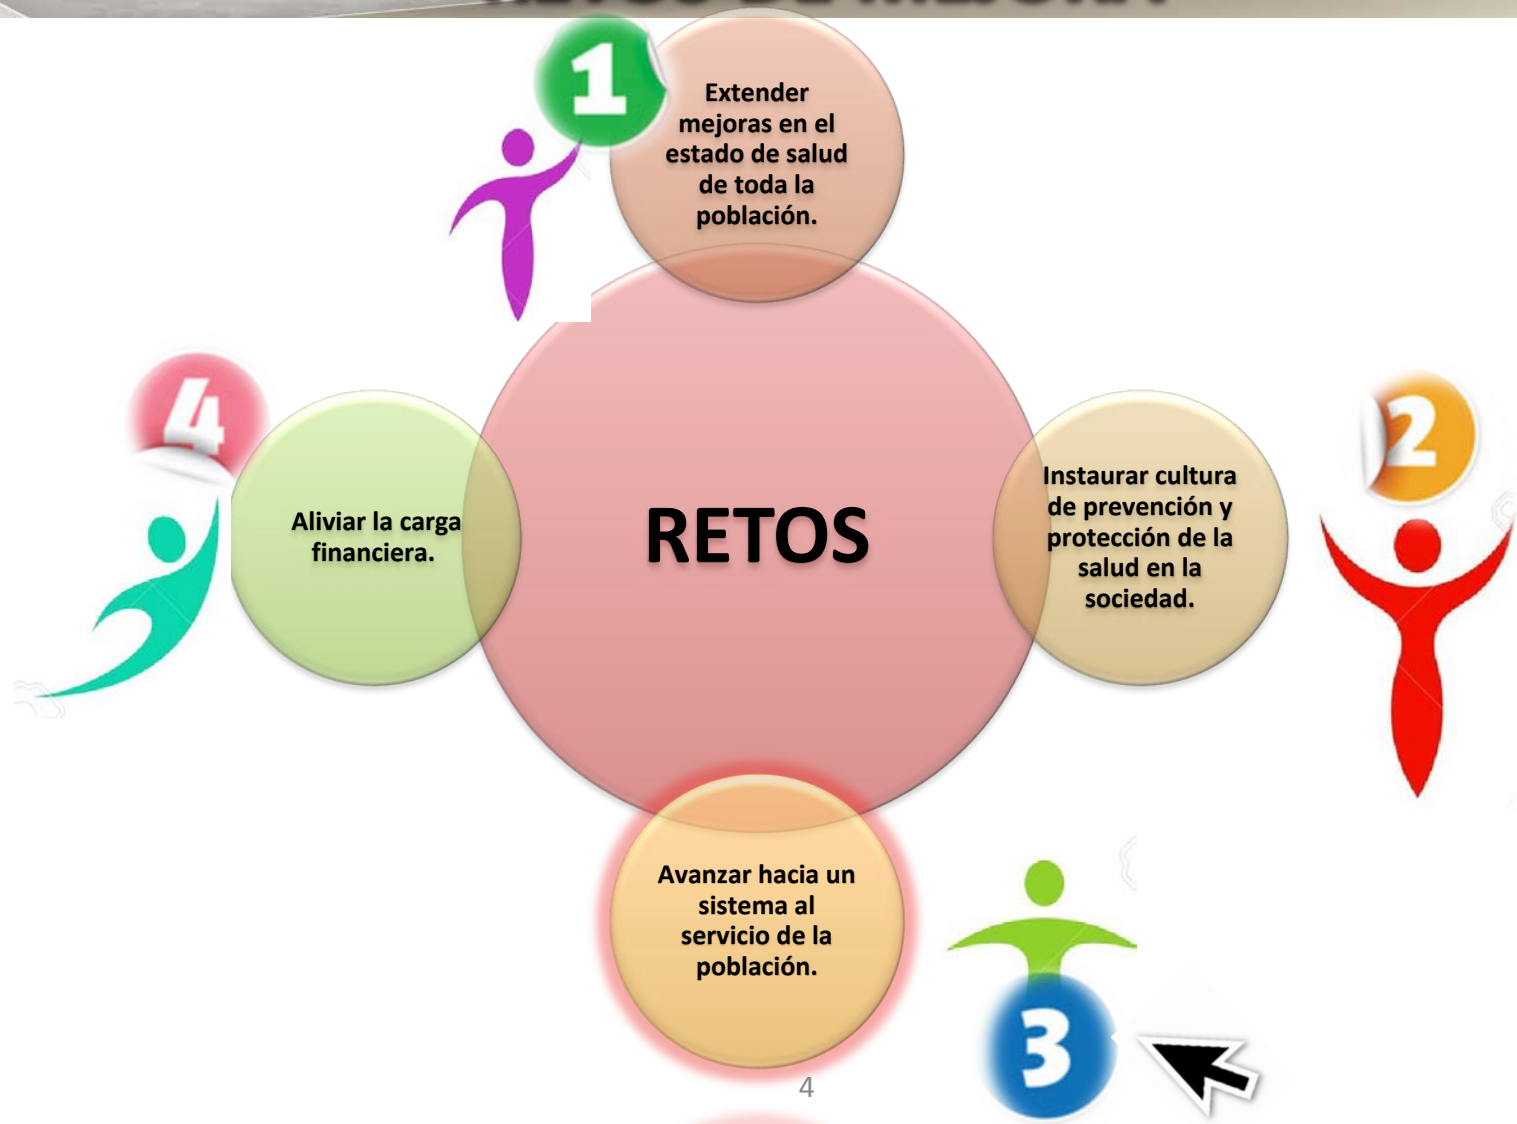 1
Extender
mejoras en el
estado de salud
de toda la
población.
4
2
Instaurar cultura
de prevención y
protección de la
salud en la
sociedad.
Aliviar la carga
financiera.
RETOS
Avanzar hacia un
sistema al
servicio de la
población.
3
4